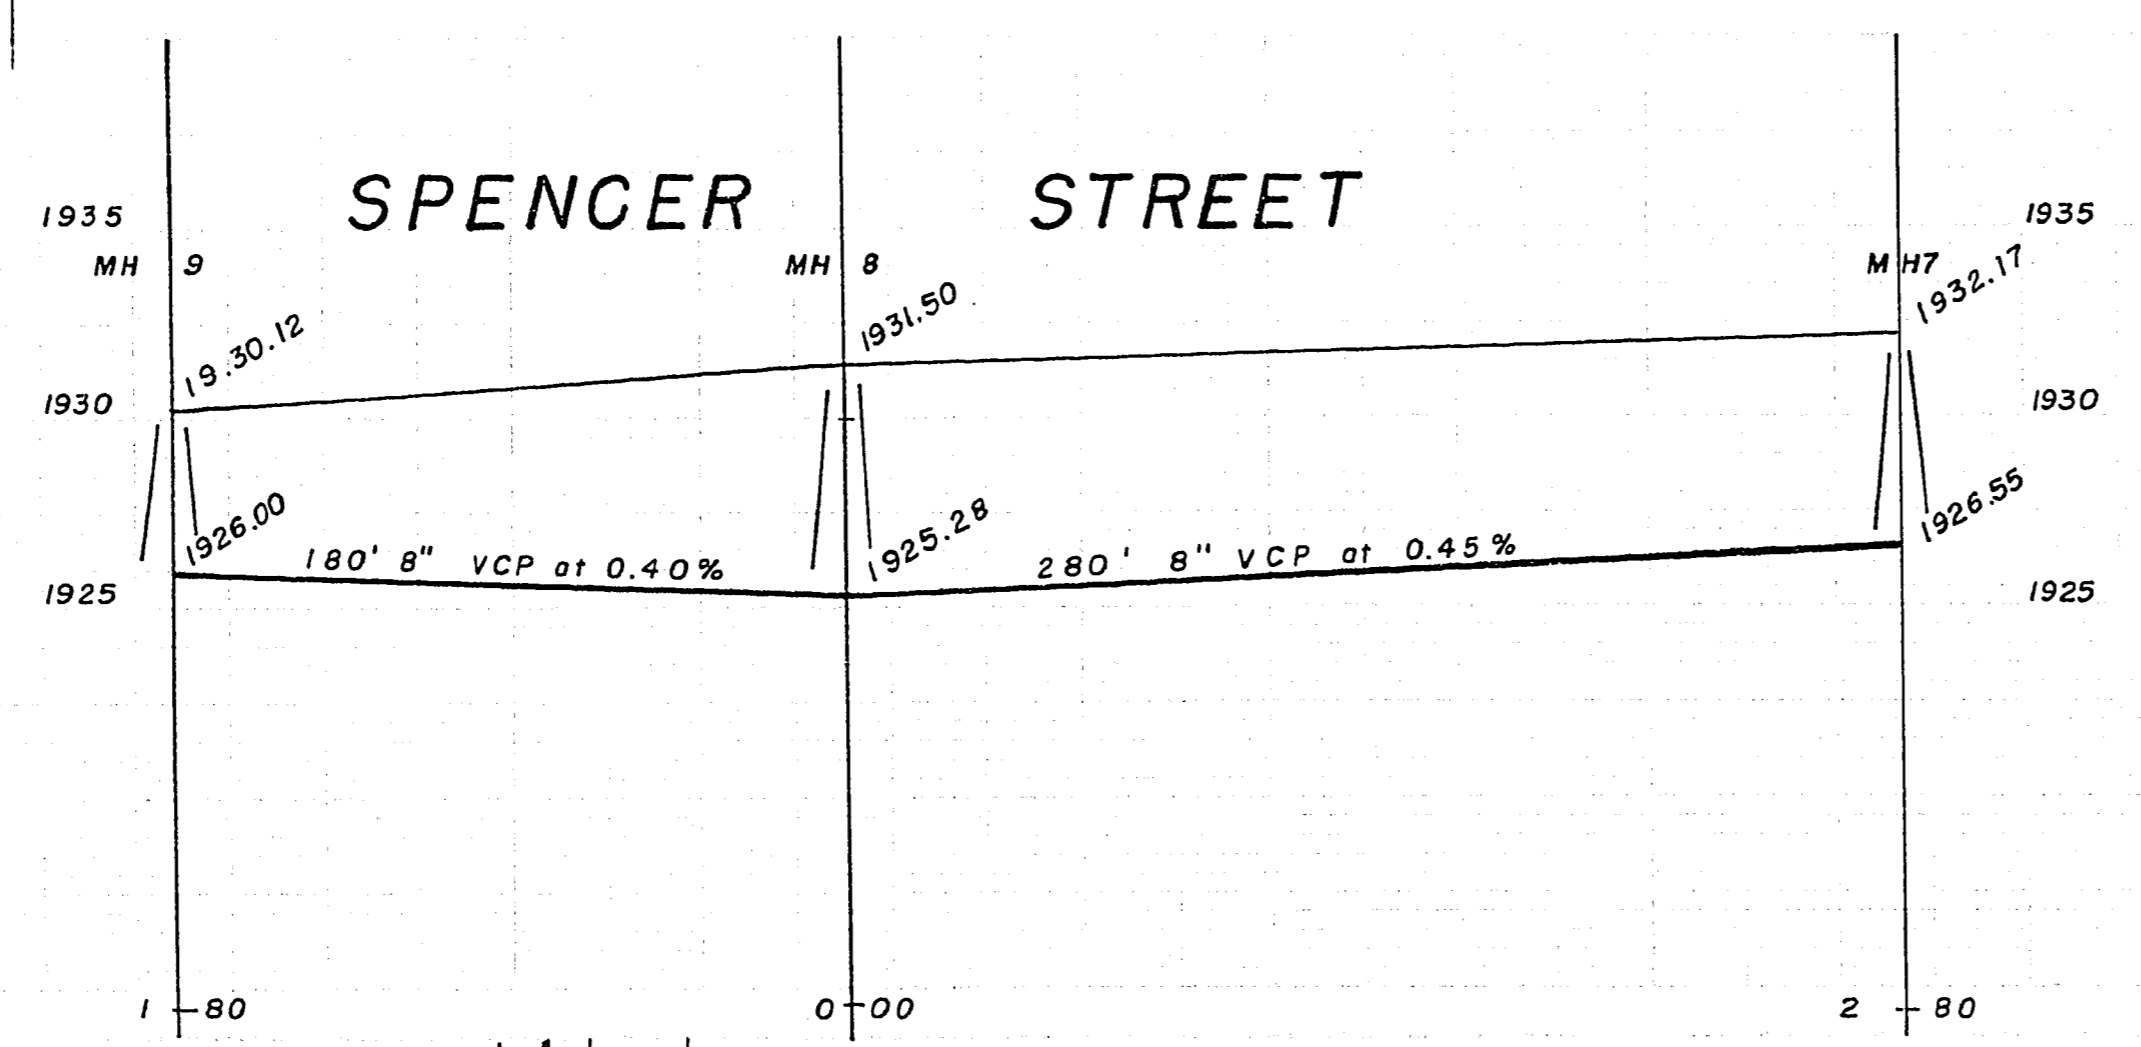 SPENCER STREET
1935 1935
MH 9 MH 8 MH7
19.30.12 1931.50 1932.17
1930 1930
1926.00 1925.28 1926.55
180' 8" VCP at 0.40% 280' 8" VCP at 0.45%
1925 1925
1+80 0+00 2+80